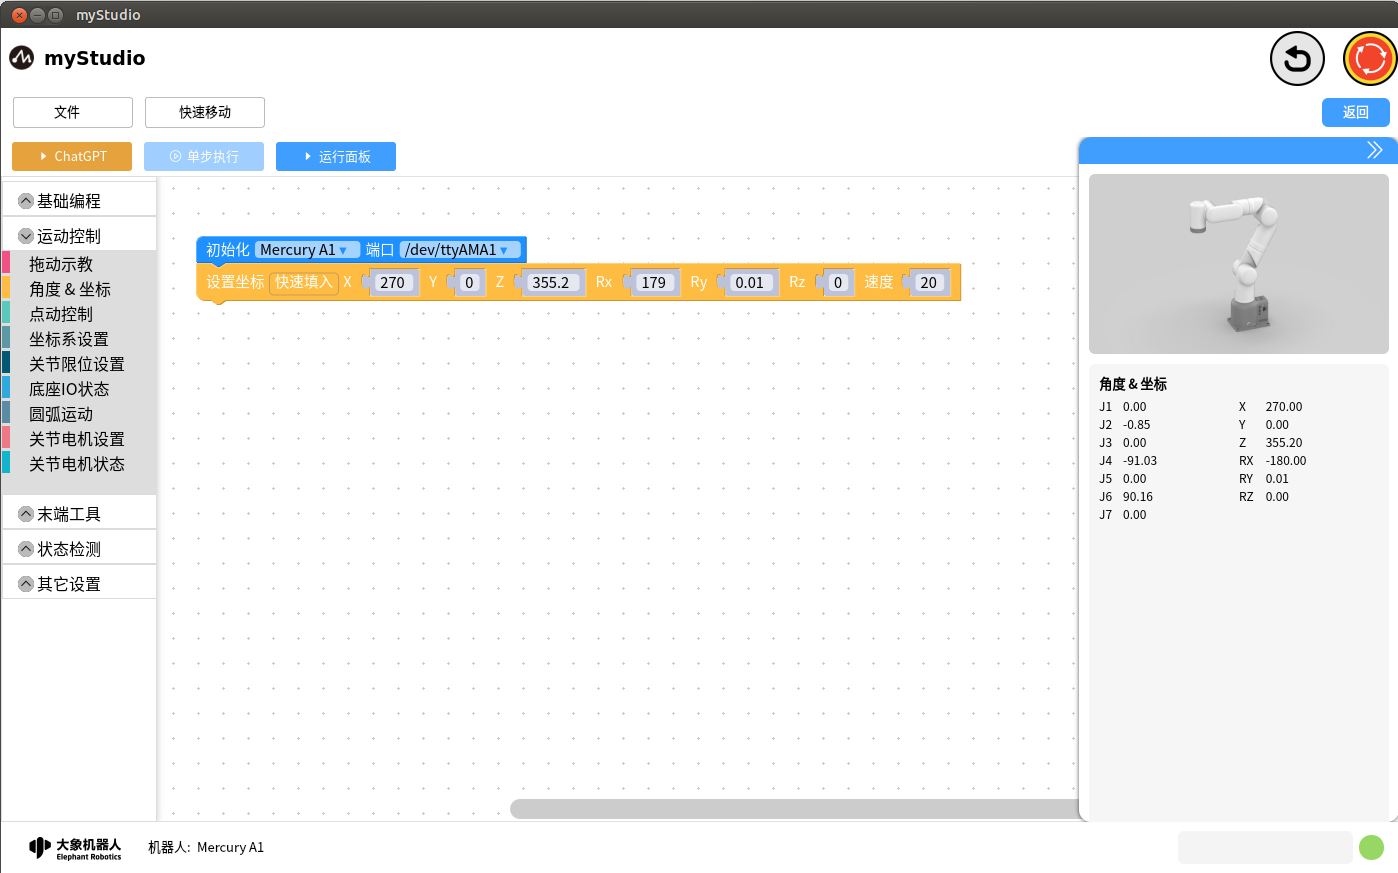 myStudio
myStudio
文件
快速移动
返回
ChatGPT
单步执行
运行面板
基础编程
运动控制
拖动示教
角度 & 坐标
点动控制
坐标系设置
关节限位设置
底座IO状态
圆弧运动
关节电机设置
关节电机状态
末端工具
状态检测
其它设置
初始化 Mercury A1 端口 /dev/ttyAMA1
设置坐标 快速填入 X 270 Y 0 Z 355.2 Rx 179 Ry 0.01 Rz 0 速度 20
角度 & 坐标
J1 0.00 X 270.00
J2 -0.85 Y 0.00
J3 0.00 Z 355.20
J4 -91.03 RX -180.00
J5 0.00 RY 0.01
J6 90.16 RZ 0.00
J7 0.00
大象机器人
Elephant Robotics
机器人: Mercury A1